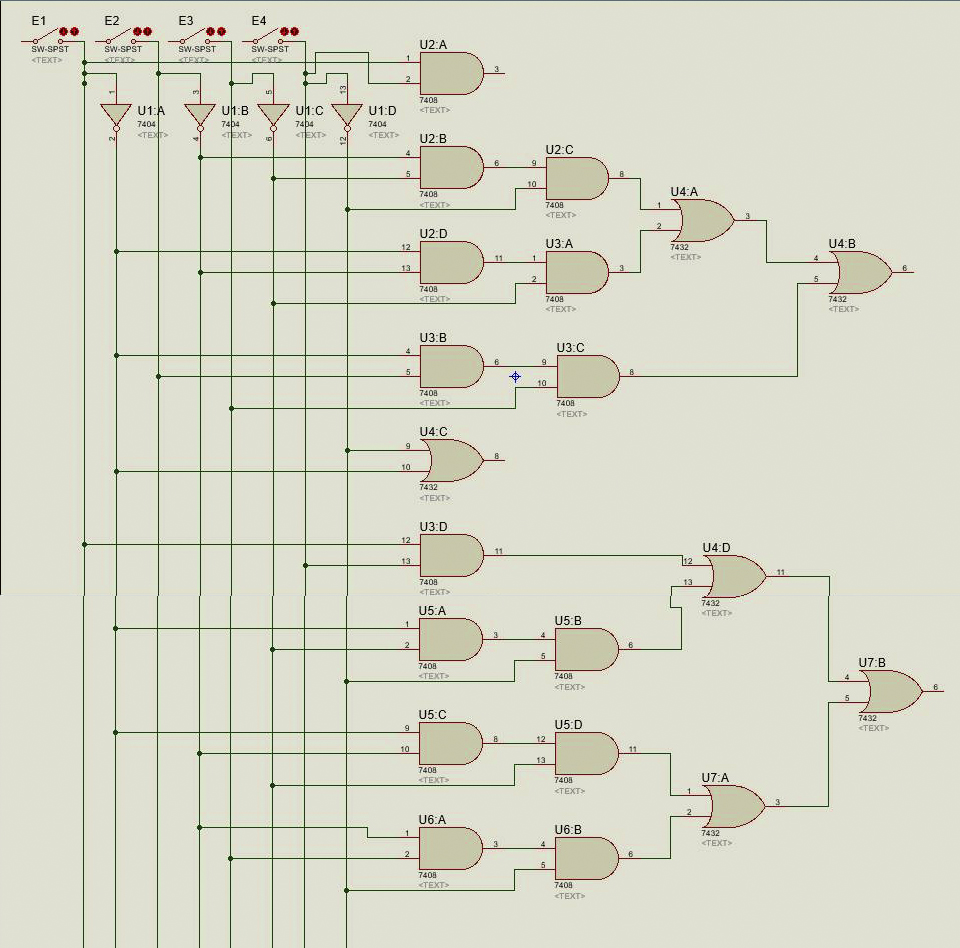 E1 E2 E3 E4
SW-SPST SW-SPST SW-SPST SW-SPST
<TEXT> <TEXT> <TEXT> <TEXT>
U2:A
1
2
3
7408
<TEXT>
1 3 5 13
U1:A U1:B U1:C U1:D
7404 7404 7404 7404
<TEXT> <TEXT> <TEXT> <TEXT>
2 4 6 12
U2:B
4
5
6
7408
<TEXT>
U2:C
9
10
8
7408
<TEXT>
U4:A
1
2
3
7432
<TEXT>
U2:D
12
13
11
7408
<TEXT>
U3:A
1
2
3
7408
<TEXT>
U4:B
4
5
6
7432
<TEXT>
U3:B
4
5
6
7408
<TEXT>
U3:C
9
10
8
7408
<TEXT>
U4:C
9
10
8
7432
<TEXT>
U3:D
12
13
11
7408
<TEXT>
U4:D
12
13
11
7432
<TEXT>
U5:A
1
2
3
7408
<TEXT>
U5:B
4
5
6
7408
<TEXT>
U7:B
4
5
6
7432
<TEXT>
U5:C
9
10
8
7408
<TEXT>
U5:D
12
13
11
7408
<TEXT>
U7:A
1
2
3
7432
<TEXT>
U6:A
1
2
3
7408
<TEXT>
U6:B
4
5
6
7408
<TEXT>